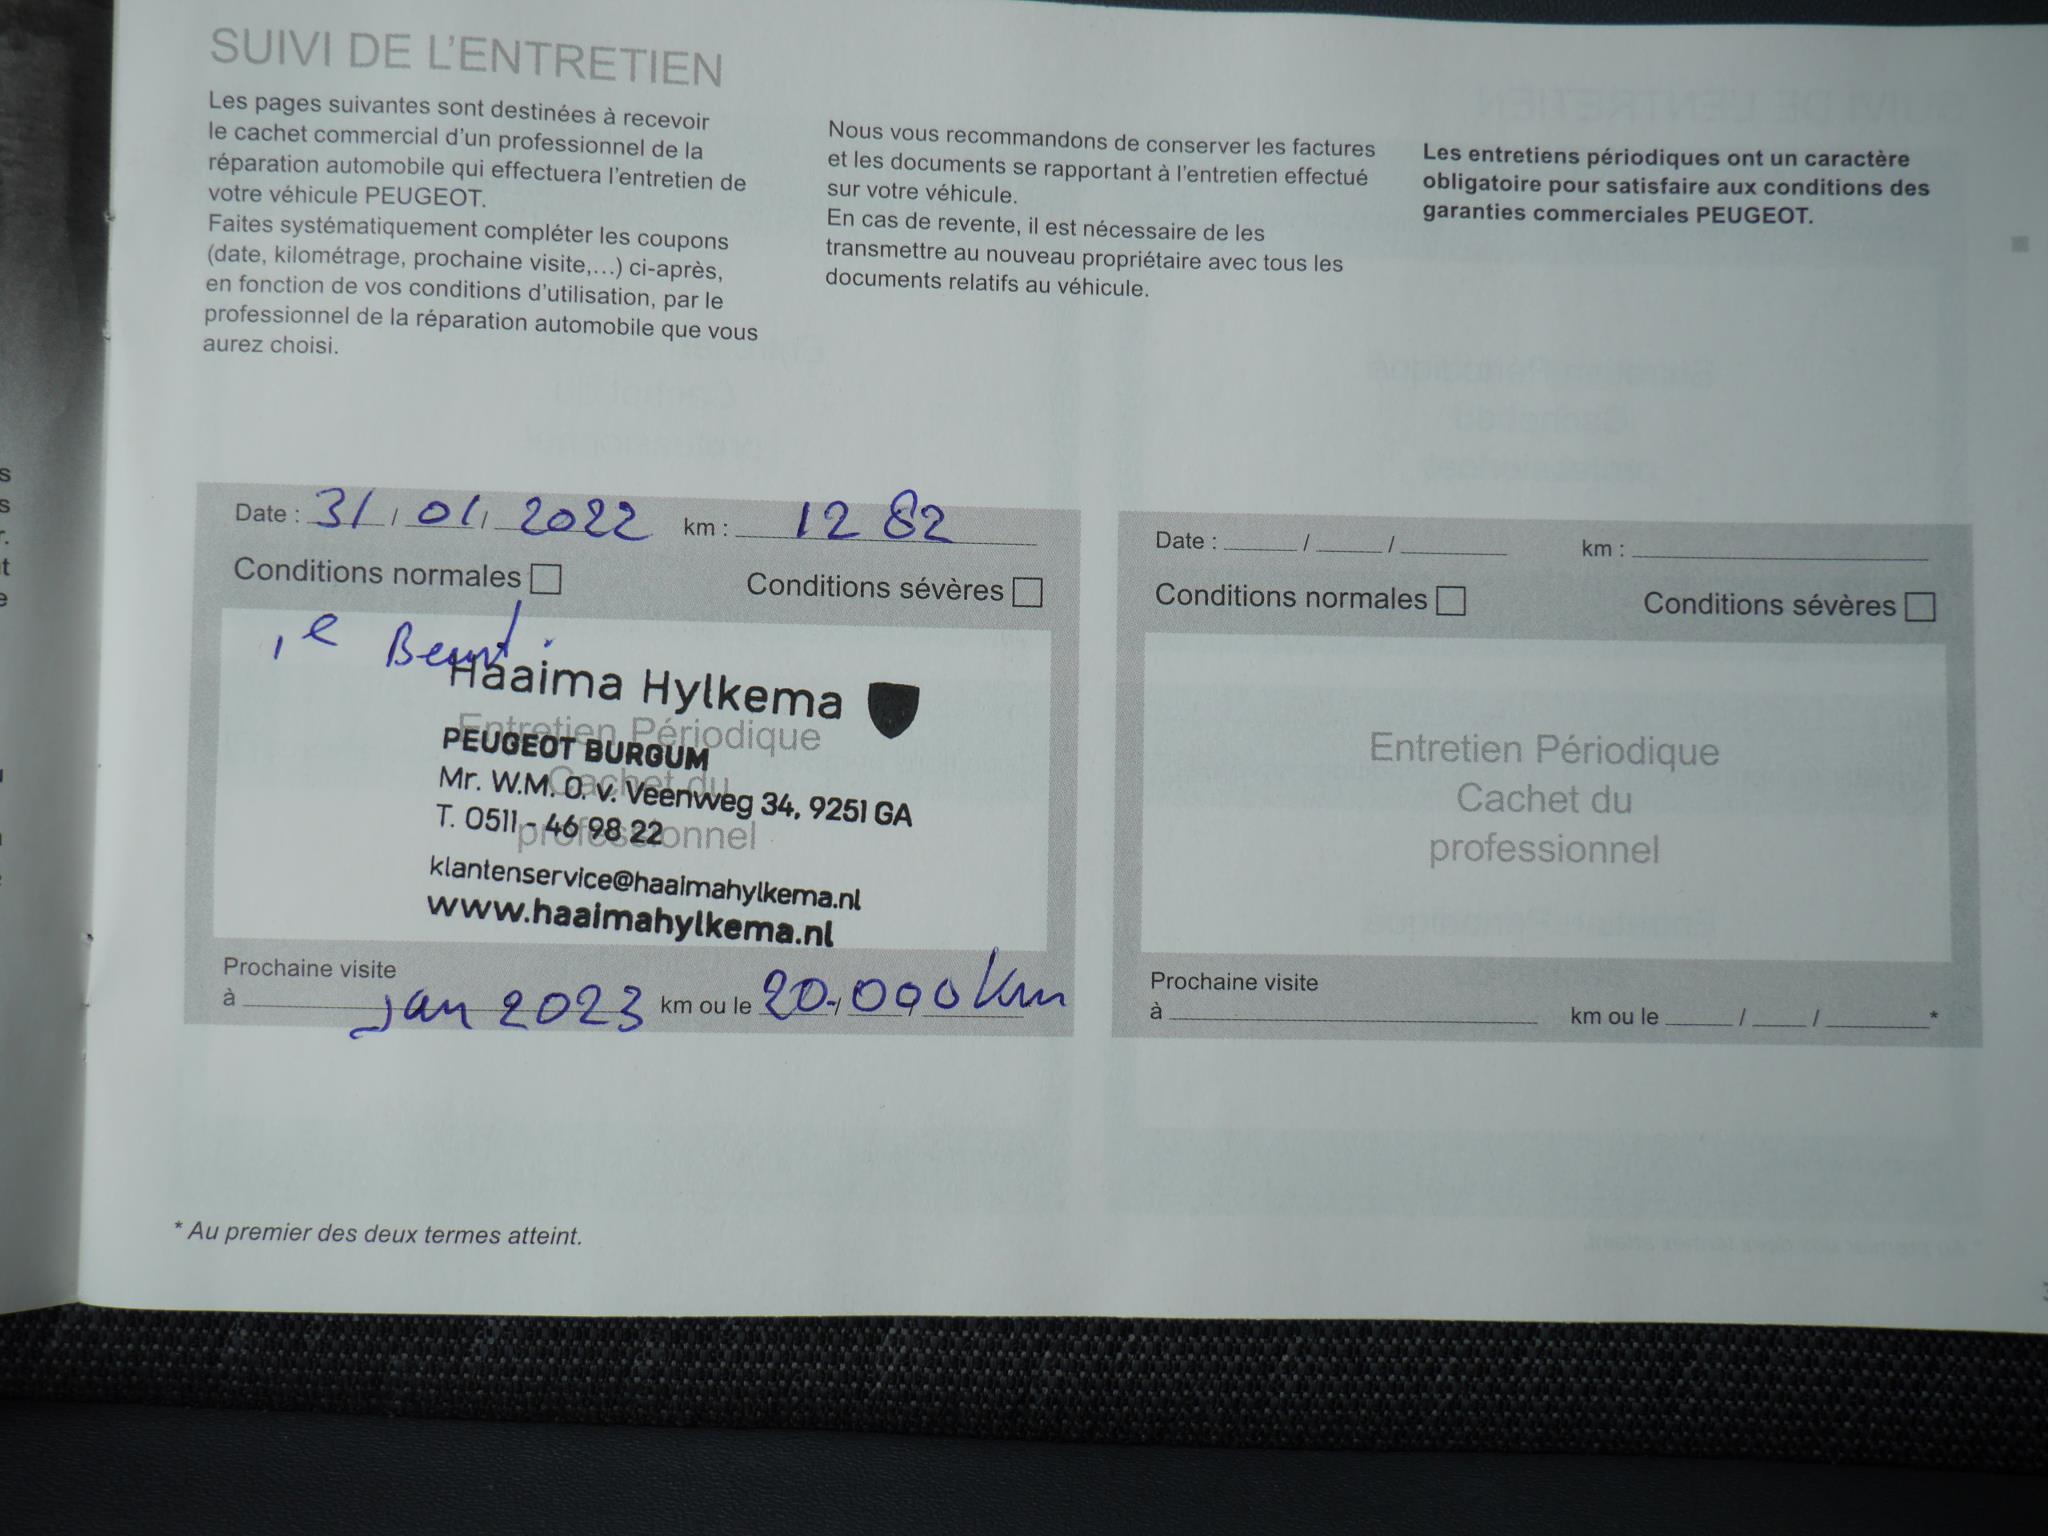 SUIVI DE L'ENTRETIEN
Les pages suivantes sont destinées à recevoir
le cachet commercial d'un professionnel de la
réparation automobile qui effectuera l'entretien de
votre véhicule PEUGEOT.
Faites systématiquement compléter les coupons
(date, kilométrage, prochaine visite,...) ci-après,
en fonction de vos conditions d'utilisation, par le
professionnel de la réparation automobile que vous
aurez choisi.
Nous vous recommandons de conserver les factures
et les documents se rapportant à l'entretien effectué
sur votre véhicule.
En cas de revente, il est nécessaire de les
transmettre au nouveau propriétaire avec tous les
documents relatifs au véhicule.
Les entretiens périodiques ont un caractère
obligatoire pour satisfaire aux conditions des
garanties commerciales PEUGEOT.
Date : 31 / 01 / 2022 km : 1282
Conditions normales Conditions sévères
1e Beurt
Haaima Hylkema
Entretien Périodique
PEUGEOT BURGUM
Cachet du
Mr. W.M. O. v. Veenweg 34, 9251 GA
T. 0511 - 46 98 22
professionnel
klantenservice@haaimahylkema.nl
www.haaimahylkema.nl
Prochaine visite
à jan 2023 km ou le 20.000 km
Date : / / km :
Conditions normales Conditions sévères
Entretien Périodique
Cachet du
professionnel
Prochaine visite
à km ou le / / *
* Au premier des deux termes atteint.